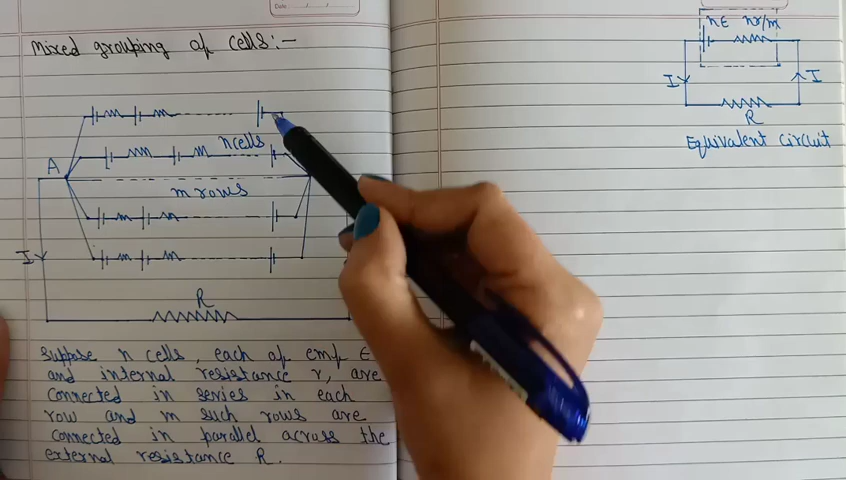 Date :
Mixed grouping of cells:-
n cells
A
m rows
I
R
Suppose n cells, each of emf E
and internal resistance r, are
connected in series in each
row and m such rows are
connected in parallel across the
external resistance R.
nE nr/m
I I
R
Equivalent circuit